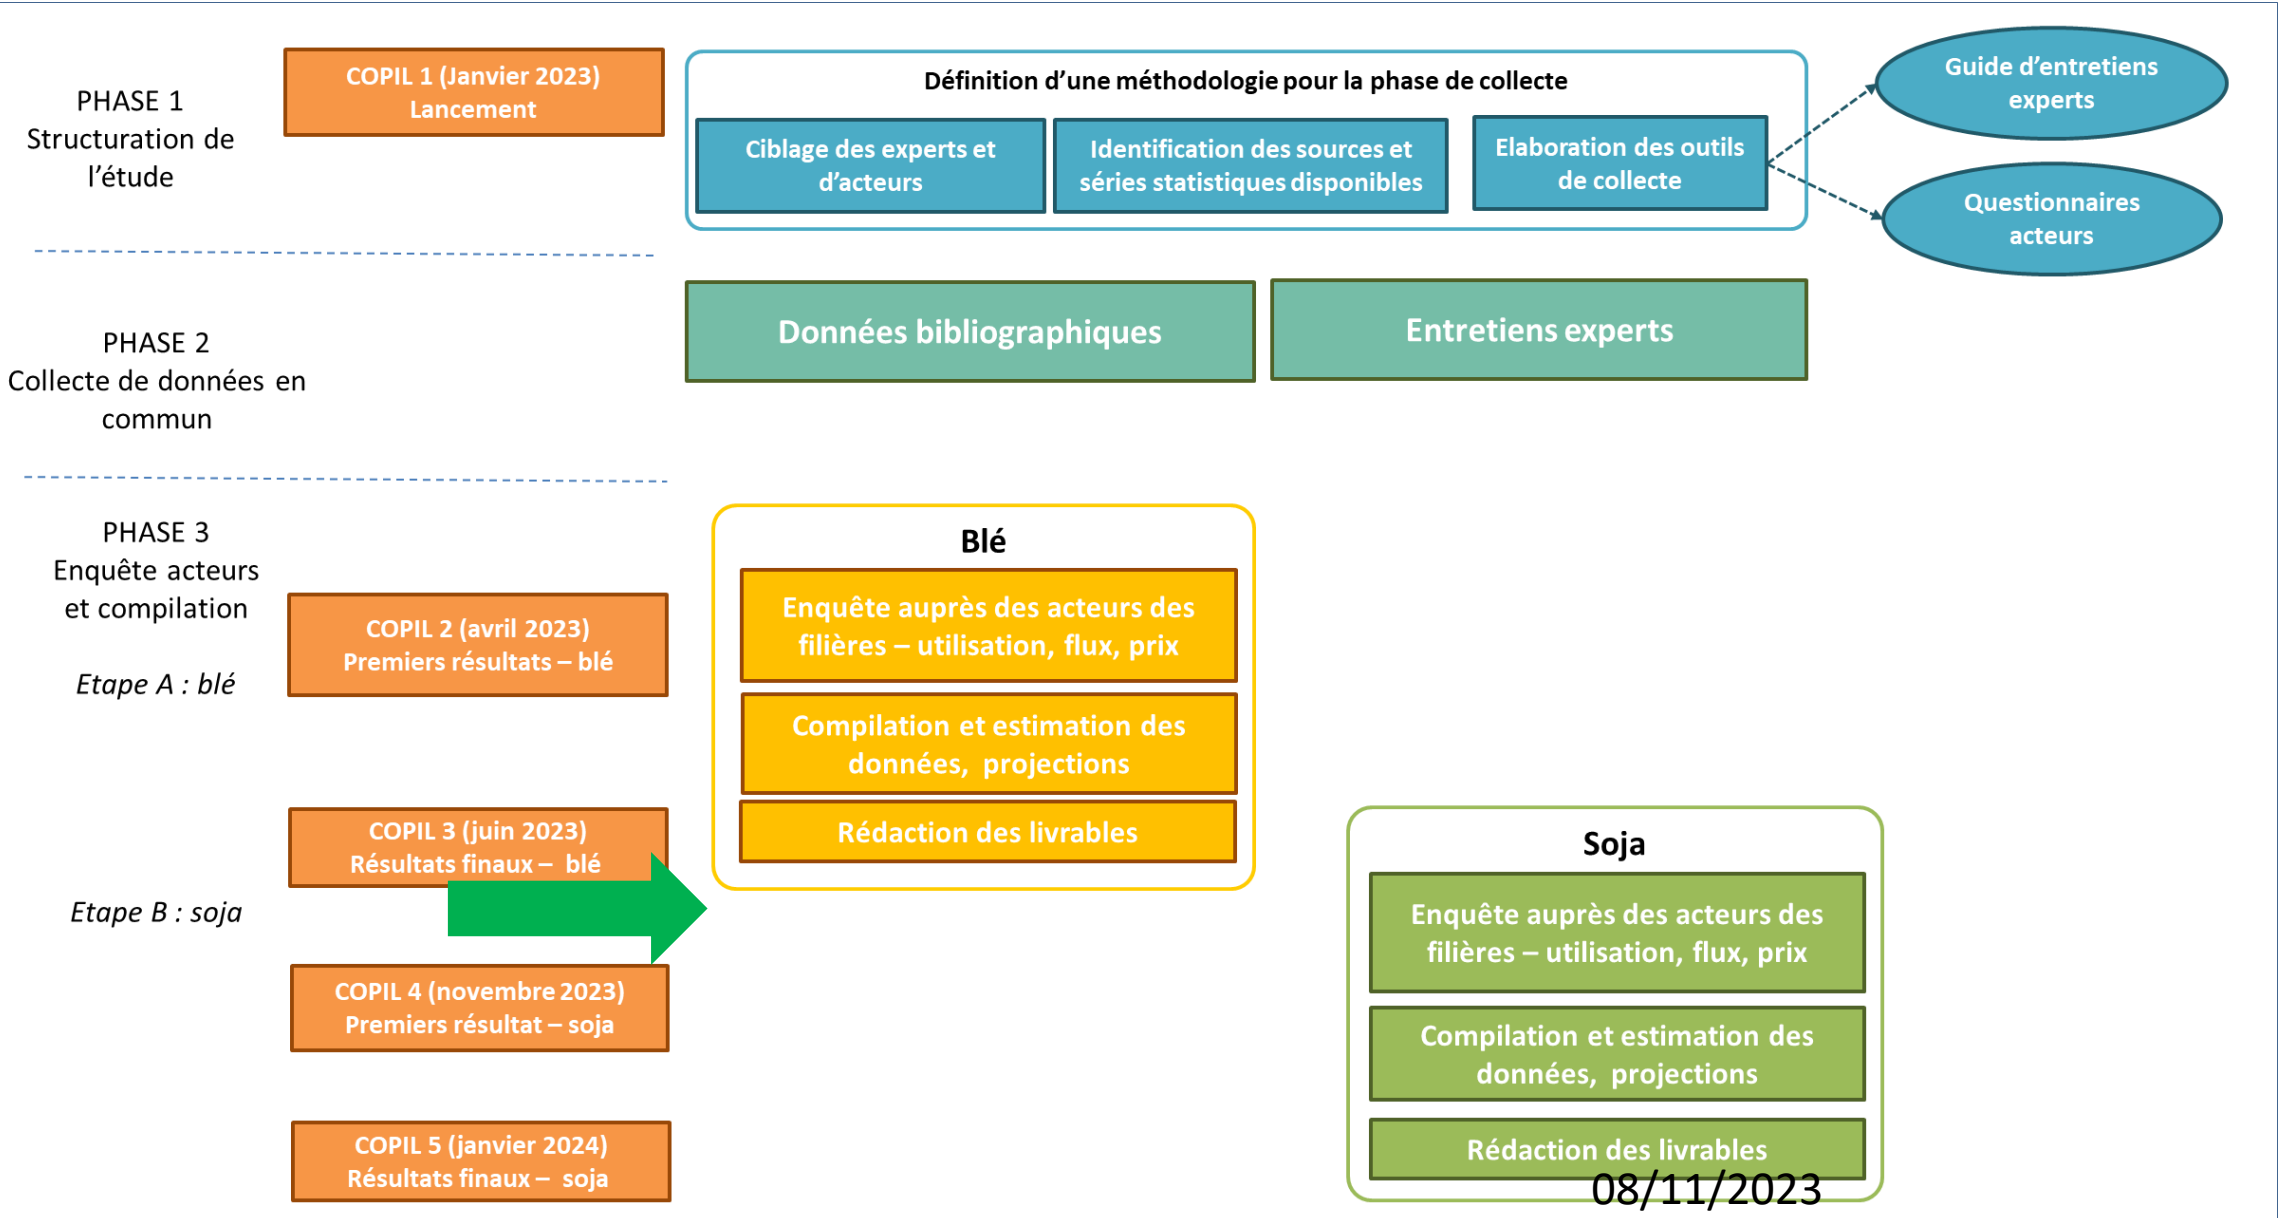 PHASE 1
Structuration de
l’étude
COPIL 1 (Janvier 2023)
Lancement
Définition d’une méthodologie pour la phase de collecte
Ciblage des experts et
d’acteurs
Identification des sources et
séries statistiques disponibles
Elaboration des outils
de collecte
Guide d’entretiens
experts
Questionnaires
acteurs
PHASE 2
Collecte de données en
commun
Données bibliographiques
Entretiens experts
PHASE 3
Enquête acteurs
et compilation
Etape A : blé
COPIL 2 (avril 2023)
Premiers résultats – blé
Blé
Enquête auprès des acteurs des
filières – utilisation, flux, prix
Compilation et estimation des
données, projections
Rédaction des livrables
COPIL 3 (juin 2023)
Résultats finaux – blé
Etape B : soja
COPIL 4 (novembre 2023)
Premiers résultat – soja
COPIL 5 (janvier 2024)
Résultats finaux – soja
Soja
Enquête auprès des acteurs des
filières – utilisation, flux, prix
Compilation et estimation des
données, projections
Rédaction des livrables
08/11/2023